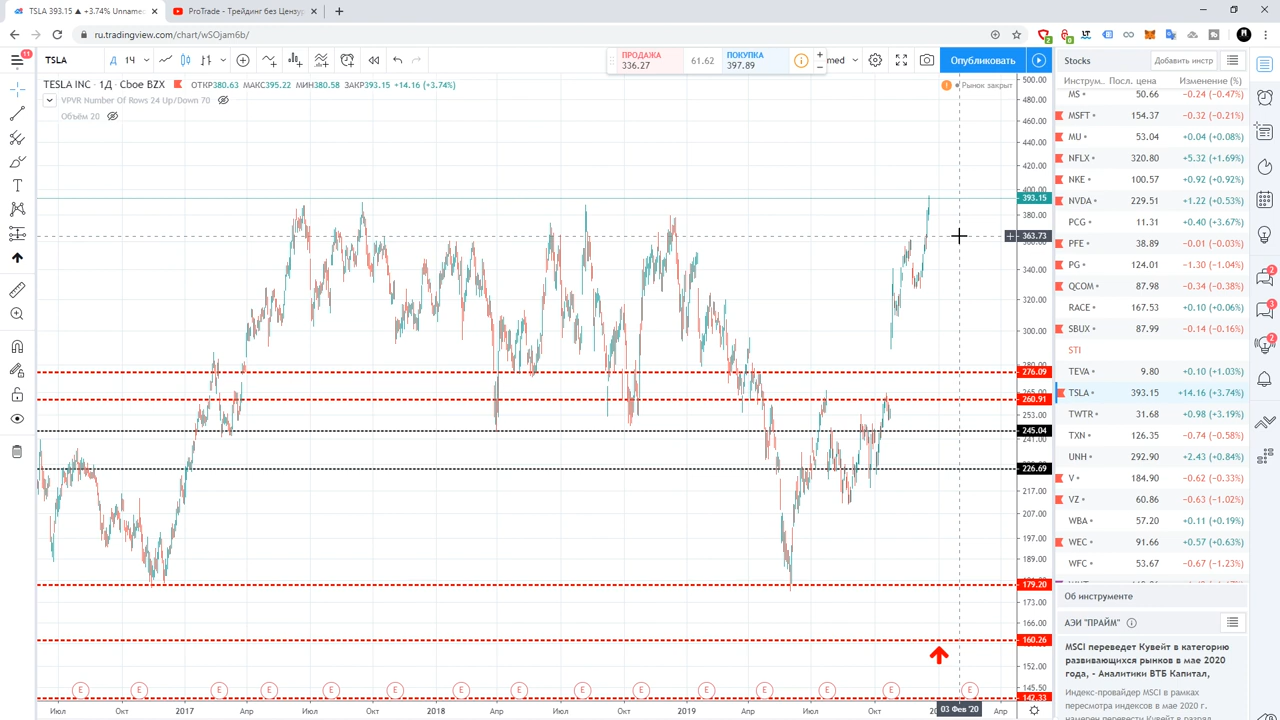 TSLA 393.15 ▲ +3.74% Unname
ProTrade - Трейдинг без Цензур
ru.tradingview.com/chart/wSOjam6b/
11
TSLA
Д
1Ч
ПРОДАЖА
336.27
61.62
ПОКУПКА
397.89
med
Опубликовать
Stocks
Добавить инстр
TESLA INC · 1Д · Cboe BZX
ОТКР380.63 МАКС395.22 МИН380.58 ЗАКР393.15 +14.16 (+3.74%)
Рынок закрыт
VPVR Number Of Rows 24 Up/Down 70
Объём 20
500.00
480.00
460.00
440.00
420.00
400.00
393.15
380.00
363.73
340.00
320.00
300.00
276.09
260.91
253.00
245.04
241.00
226.69
217.00
207.00
197.00
189.00
179.20
173.00
166.00
160.26
152.00
145.50
142.33
Июл Окт 2017 Апр Июл Окт 2018 Апр Июл Окт 2019 Апр Июл Окт 03 Фев '20 Апр
E E E E E E E E E E E E E E E E
Инструм.. Посл. цена Изменение (%)
MS 50.66 −0.24 (−0.47%)
MSFT 154.37 −0.32 (−0.21%)
MU 53.04 +0.04 (+0.08%)
NFLX 320.80 +5.32 (+1.69%)
NKE 100.57 +0.92 (+0.92%)
NVDA 229.51 +1.22 (+0.53%)
PCG 11.31 +0.40 (+3.67%)
PFE 38.89 −0.01 (−0.03%)
PG 124.01 −1.30 (−1.04%)
QCOM 87.98 −0.34 (−0.38%)
RACE 167.53 +0.10 (+0.06%)
SBUX 87.99 −0.14 (−0.16%)
STI
TEVA 9.80 +0.10 (+1.03%)
TSLA 393.15 +14.16 (+3.74%)
TWTR 31.68 +0.98 (+3.19%)
TXN 126.35 −0.74 (−0.58%)
UNH 292.90 +2.43 (+0.84%)
V 184.90 −0.62 (−0.33%)
VZ 60.86 −0.63 (−1.02%)
WBA 57.20 +0.11 (+0.19%)
WEC 91.66 +0.57 (+0.63%)
WFC 53.67 −0.67 (−1.23%)
Об инструменте
АЭИ "ПРАЙМ"
MSCI переведет Кувейт в категорию
развивающихся рынков в мае 2020
года, - Аналитики ВТБ Капитал,
Индекс-провайдер MSCI в рамках
пересмотра индексов в мае 2020 г.